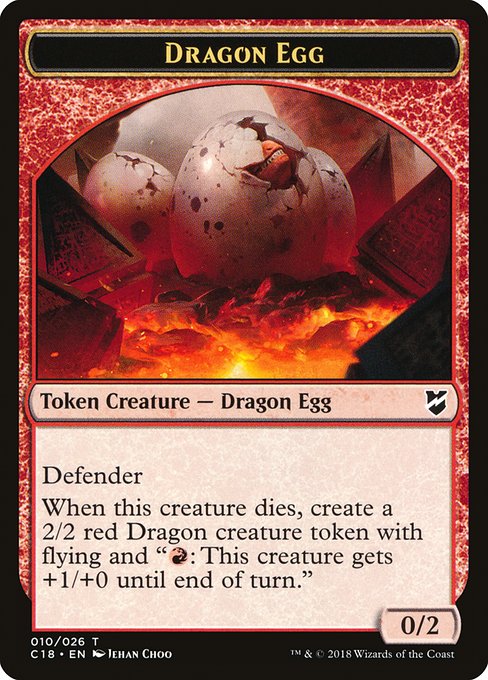 DRAGON EGG
Token Creature — Dragon Egg
Defender
When this creature dies, create a
2/2 red Dragon creature token with
flying and “R: This creature gets
+1/+0 until end of turn.”
0/2
010/026 T
C18 • EN JEHAN CHOO
™ & © 2018 Wizards of the Coast